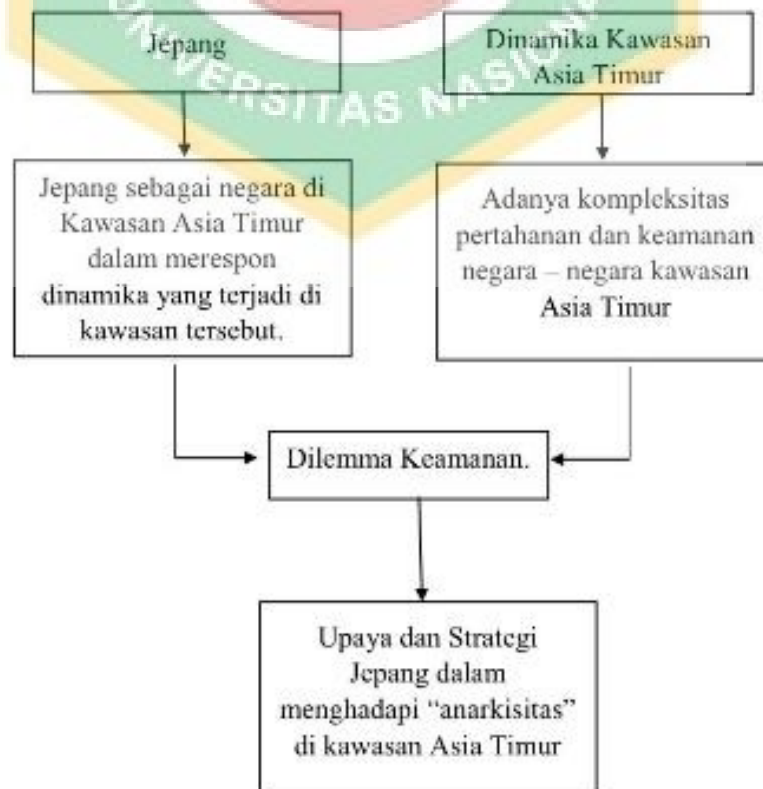 Jepang
Dinamika Kawasan
Asia Timur
UNIVERSITAS NASIONAL
Jepang sebagai negara di
Kawasan Asia Timur
dalam merespon
dinamika yang terjadi di
kawasan tersebut.
Adanya kompleksitas
pertahanan dan keamanan
negara – negara kawasan
Asia Timur
Dilemma Keamanan.
Upaya dan Strategi
Jepang dalam
menghadapi “anarkisitas”
di kawasan Asia Timur